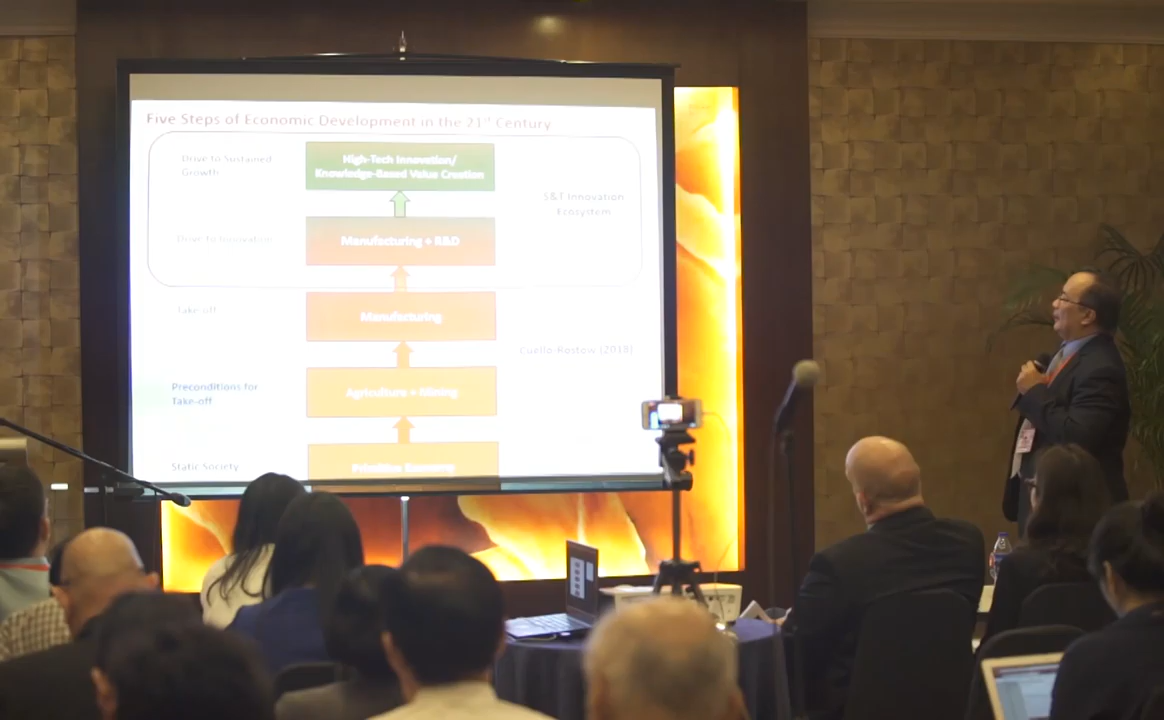 Five Steps of Economic Development in the 21st Century
Drive to Sustained
Growth
High-Tech Innovation/
Knowledge-Based Value Creation
S&T Innovation
Ecosystem
Drive to Innovation
Manufacturing + R&D
Take-off
Manufacturing
Cuello-Rostow (2018)
Preconditions for
Take-off
Agriculture + Mining
Static Society
Primitive Economy